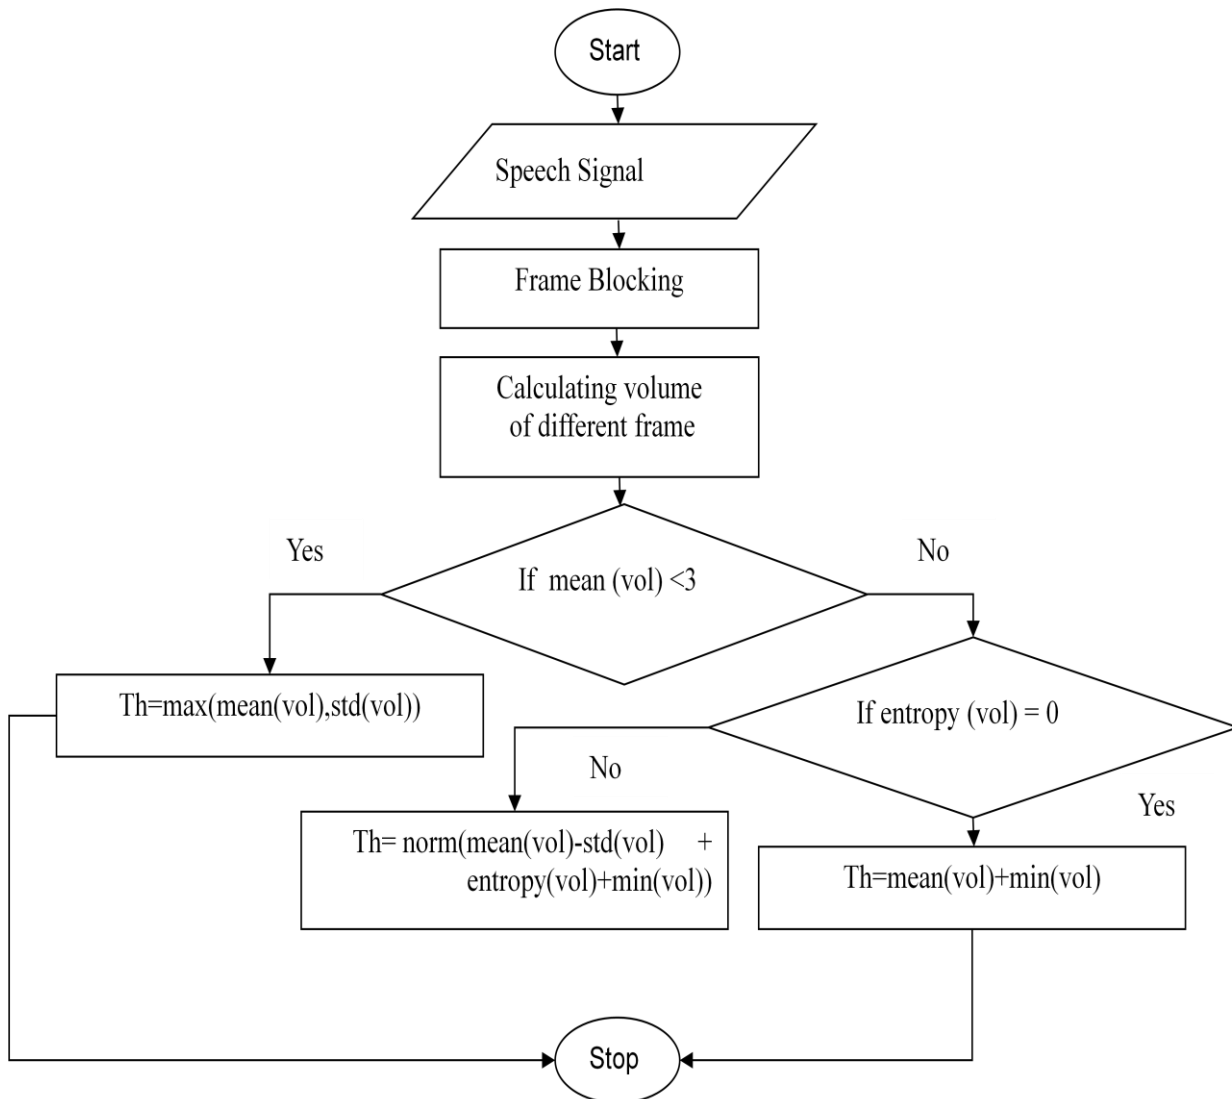 Start
Speech Signal
Frame Blocking
Calculating volume
of different frame
Yes
No
If mean (vol) <3
Th=max(mean(vol),std(vol))
If entropy (vol) = 0
No
Yes
Th= norm(mean(vol)-std(vol) +
entropy(vol)+min(vol))
Th=mean(vol)+min(vol)
Stop